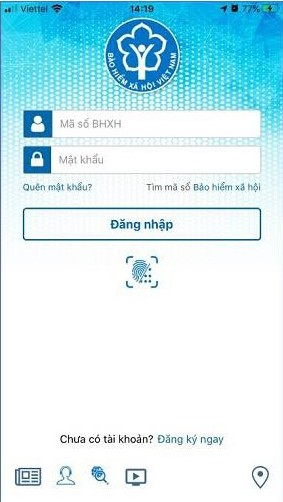 Viettel 14:19 77%
BẢO HIỂM XÃ HỘI VIỆT NAM
Mã số BHXH
Mật khẩu
Quên mật khẩu? Tìm mã số Bảo hiểm xã hội
Đăng nhập
Chưa có tài khoản? Đăng ký ngay